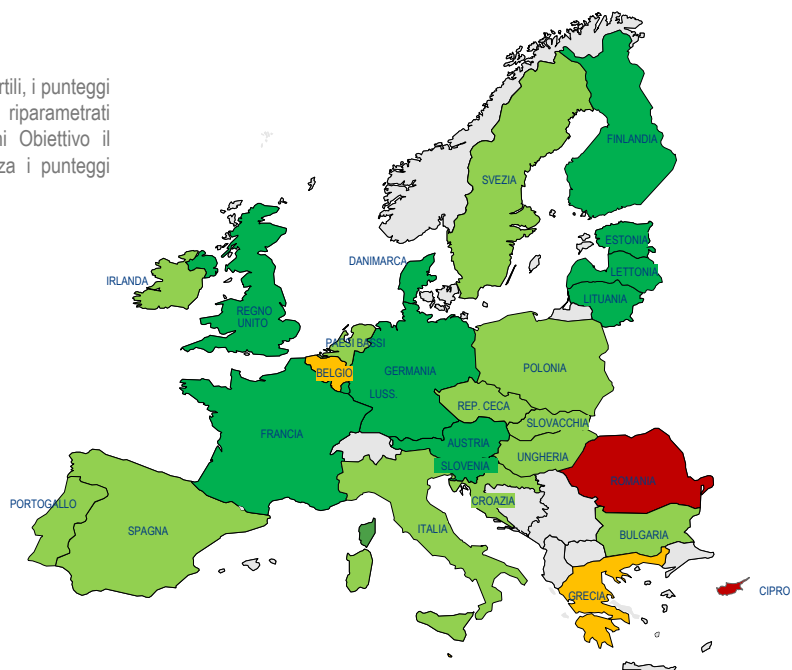 rtili, i punteggi
riparametrati
ni Obiettivo il
za i punteggi
FINLANDIA
SVEZIA
ESTONIA
DANIMARCA
LETTONIA
IRLANDA
LITUANIA
REGNO
UNITO
PAESI BASSI
POLONIA
BELGIO
GERMANIA
LUSS.
REP. CECA
SLOVACCHIA
FRANCIA
AUSTRIA
UNGHERIA
SLOVENIA
ROMANIA
CROAZIA
PORTOGALLO
SPAGNA
ITALIA
BULGARIA
CIPRO
GRECIA